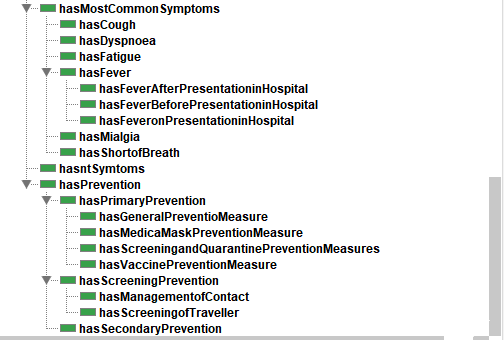 hasMostCommonSymptoms
hasCough
hasDyspnoea
hasFatigue
hasFever
hasFeverAfterPresentationinHospital
hasFeverBeforePresentationinHospital
hasFeveronPresentationinHospital
hasMialgia
hasShortofBreath
hasntSymtoms
hasPrevention
hasPrimaryPrevention
hasGeneralPreventioMeasure
hasMedicaMaskPreventionMeasure
hasScreeningandQuarantinePreventionMeasures
hasVaccinePreventionMeasure
hasScreeningPrevention
hasManagementofContact
hasScreeningofTraveller
hasSecondaryPrevention